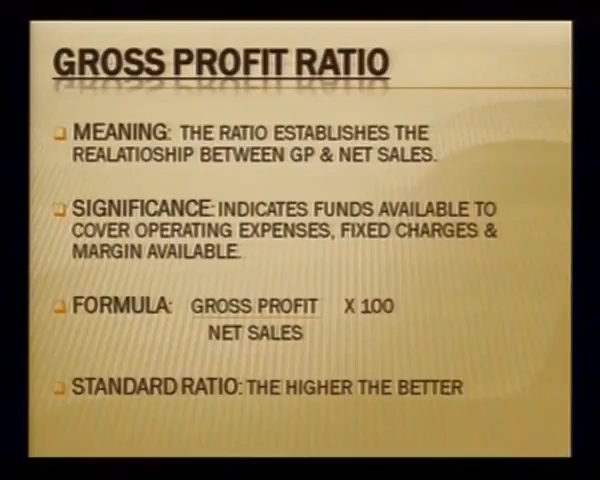 GROSS PROFIT RATIO
MEANING: THE RATIO ESTABLISHES THE
REALATIOSHIP BETWEEN GP & NET SALES.
SIGNIFICANCE: INDICATES FUNDS AVAILABLE TO
COVER OPERATING EXPENSES, FIXED CHARGES &
MARGIN AVAILABLE.
FORMULA: GROSS PROFIT X 100
NET SALES
STANDARD RATIO: THE HIGHER THE BETTER